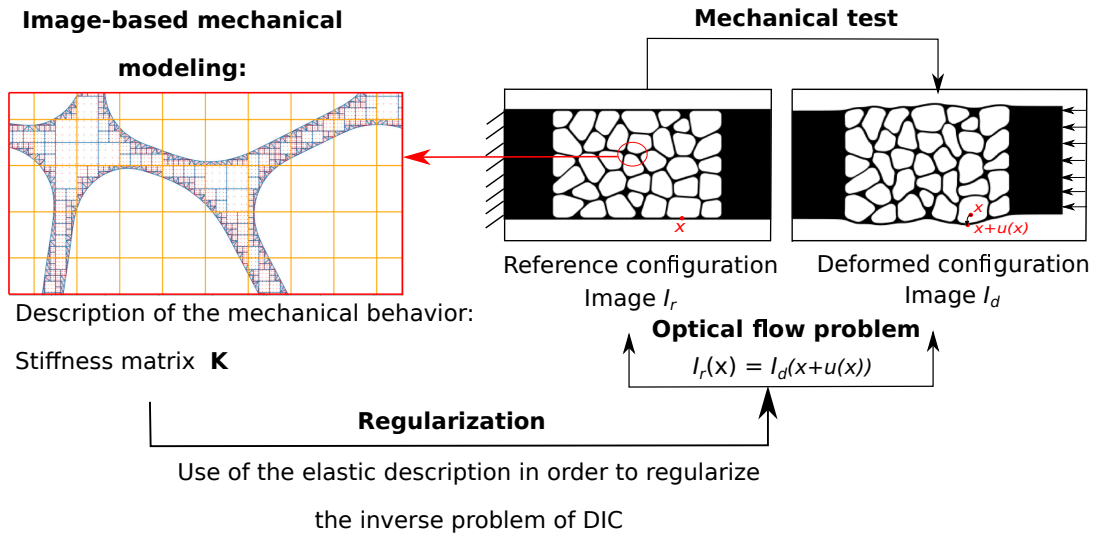 Image-based mechanical
modeling:
Mechanical test
x
x
x+u(x)
Reference configuration
Image I_r
Deformed configuration
Image I_d
Description of the mechanical behavior:
Stiffness matrix K
Optical flow problem
I_r(x) = I_d(x+u(x))
Regularization
Use of the elastic description in order to regularize
the inverse problem of DIC